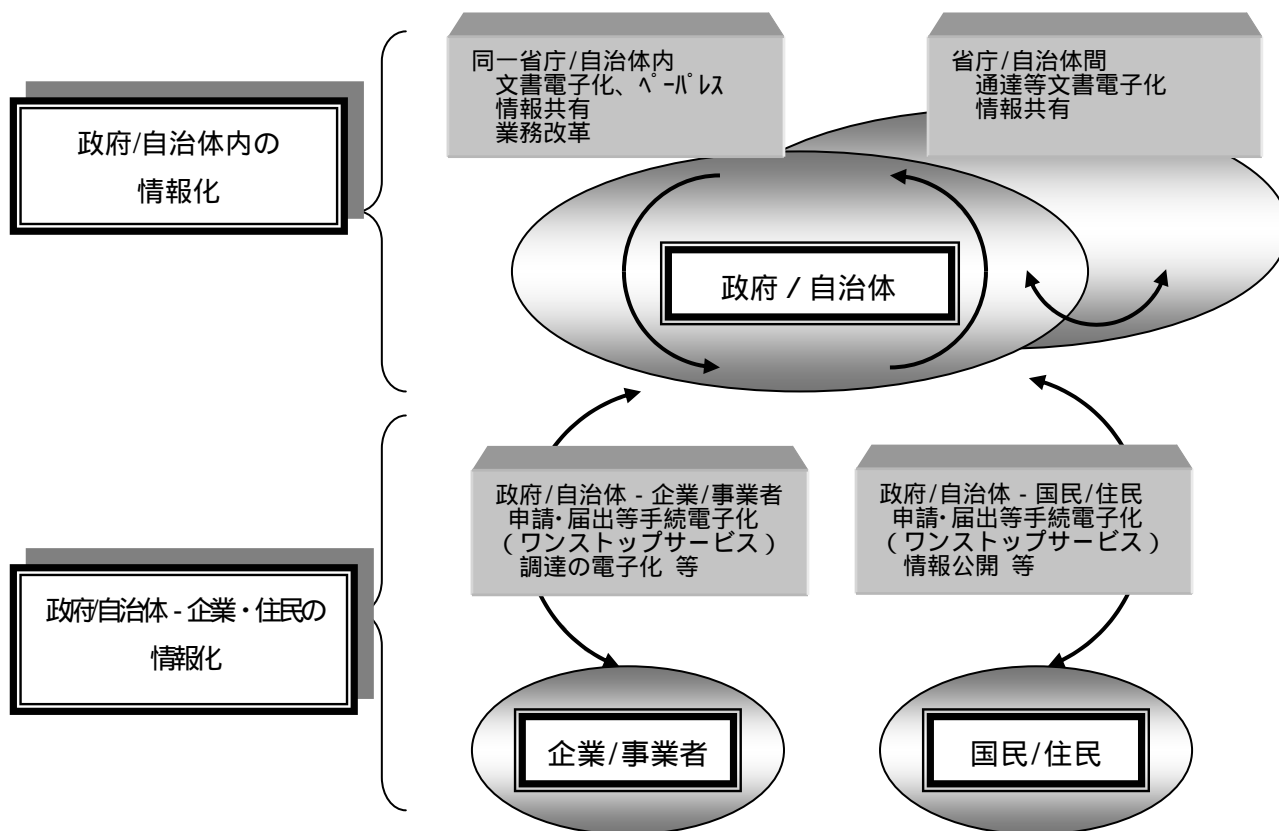 政府/自治体内の
情報化
同一省庁/自治体内
文書電子化、ペーパレス
情報共有
業務改革
省庁/自治体間
通達等文書電子化
情報共有
政府/自治体
政府/自治体 - 企業・住民の
情報化
政府/自治体 - 企業/事業者
申請・届出等手続電子化
(ワンストップサービス)
調達の電子化 等
政府/自治体 - 国民/住民
申請・届出等手続電子化
(ワンストップサービス)
情報公開 等
企業/事業者
国民/住民